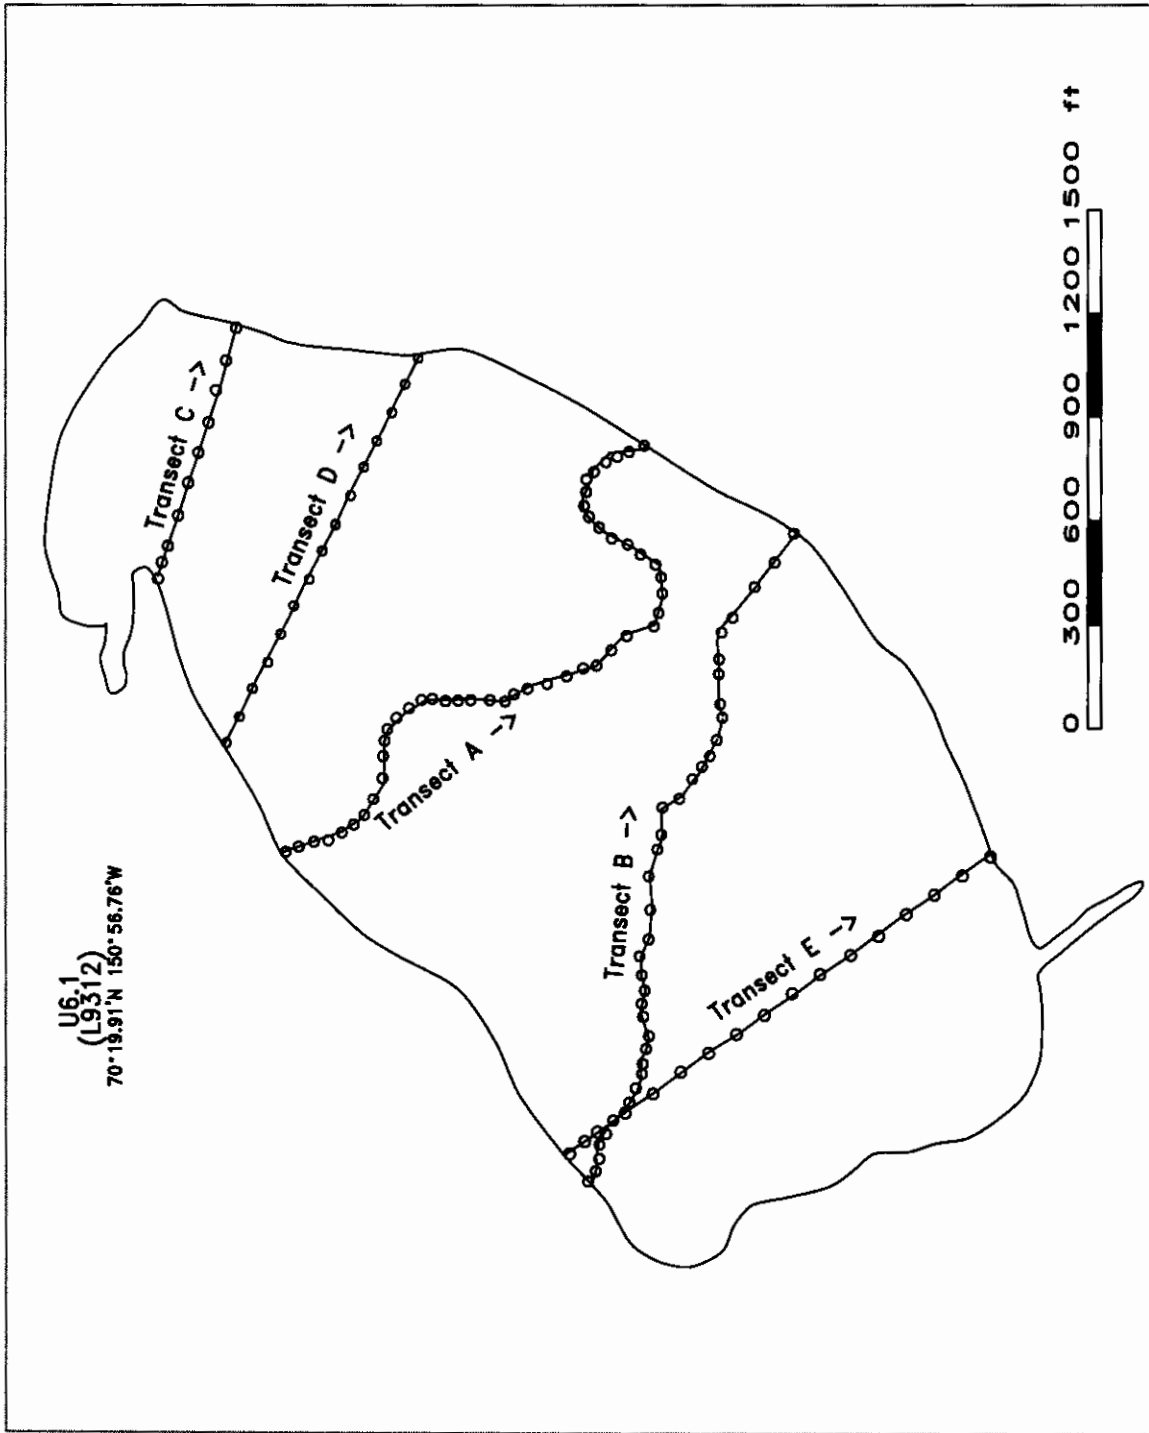 U6.1
(L9312)
70°19.91'N 150°56.76'W
Transect C -->
Transect D -->
Transect A -->
Transect B -->
Transect E -->
0 300 600 900 1200 1500 ft